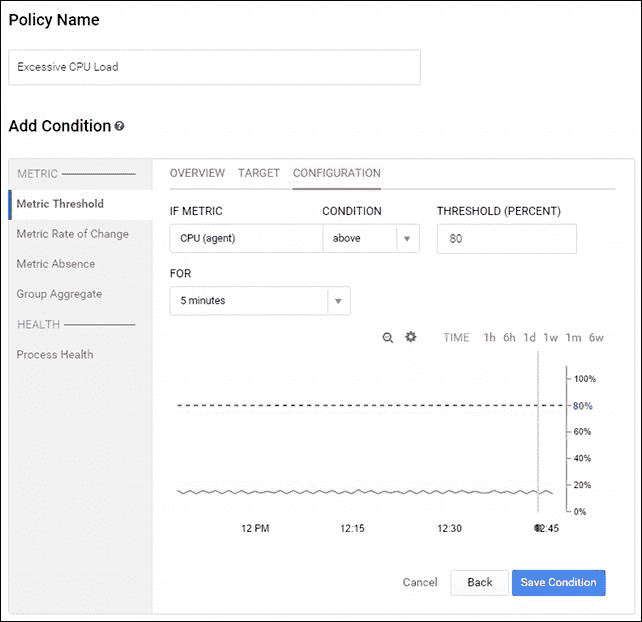 Policy Name
Excessive CPU Load
Add Condition ?
METRIC
Metric Threshold
Metric Rate of Change
Metric Absence
Group Aggregate
HEALTH
Process Health
OVERVIEW TARGET CONFIGURATION
IF METRIC CONDITION THRESHOLD (PERCENT)
CPU (agent) above 80
FOR
5 minutes
TIME 1h 6h 1d 1w 1m 6w
100%
80%
60%
40%
20%
0%
12 PM 12:15 12:30 12:45
Cancel Back Save Condition